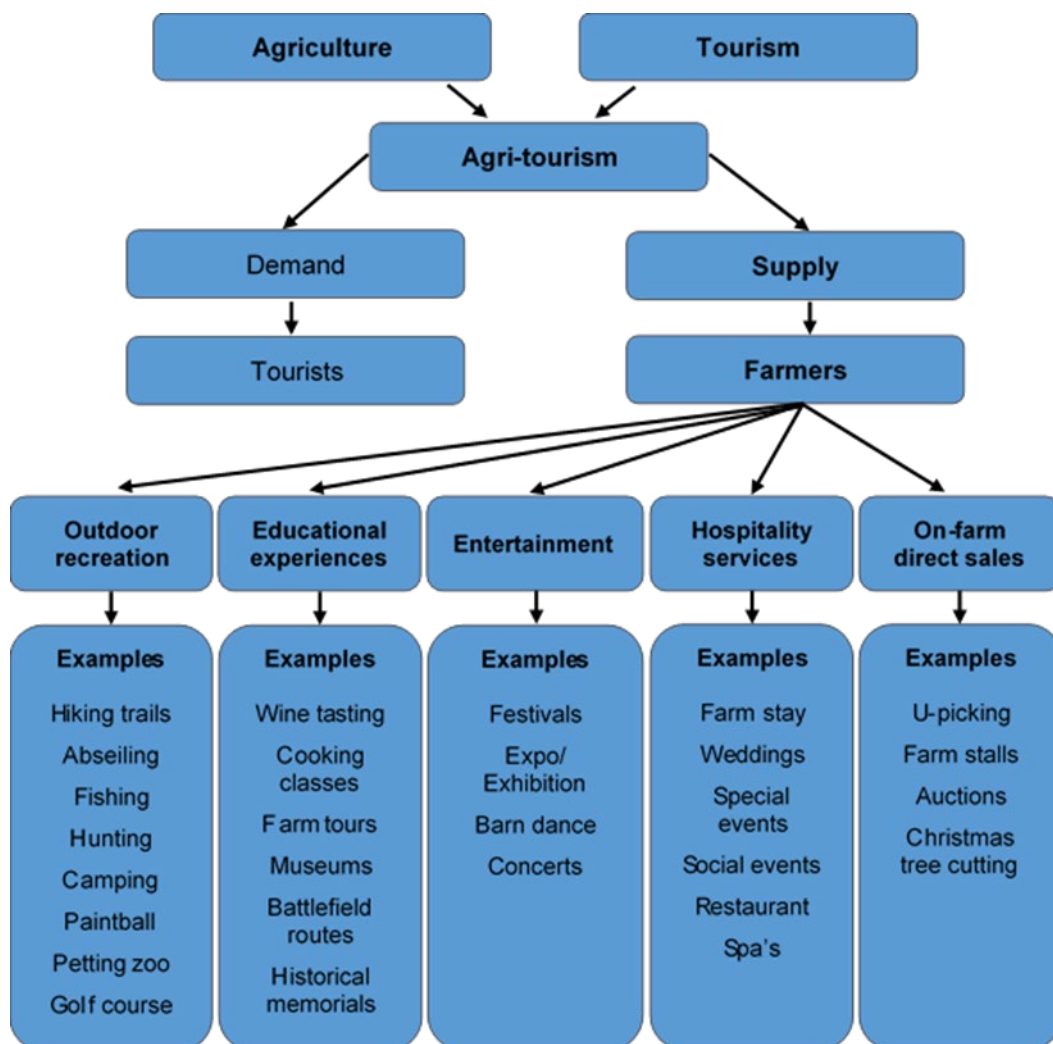 Agriculture
Tourism
Agri-tourism
Demand
Supply
Tourists
Farmers
Outdoor
recreation
Educational
experiences
Entertainment
Hospitality
services
On-farm
direct sales
Examples
Hiking trails
Abseiling
Fishing
Hunting
Camping
Paintball
Petting zoo
Golf course
Examples
Wine tasting
Cooking
classes
Farm tours
Museums
Battlefield
routes
Historical
memorials
Examples
Festivals
Expo/
Exhibition
Barn dance
Concerts
Examples
Farm stay
Weddings
Special
events
Social events
Restaurant
Spa's
Examples
U-picking
Farm stalls
Auctions
Christmas
tree cutting